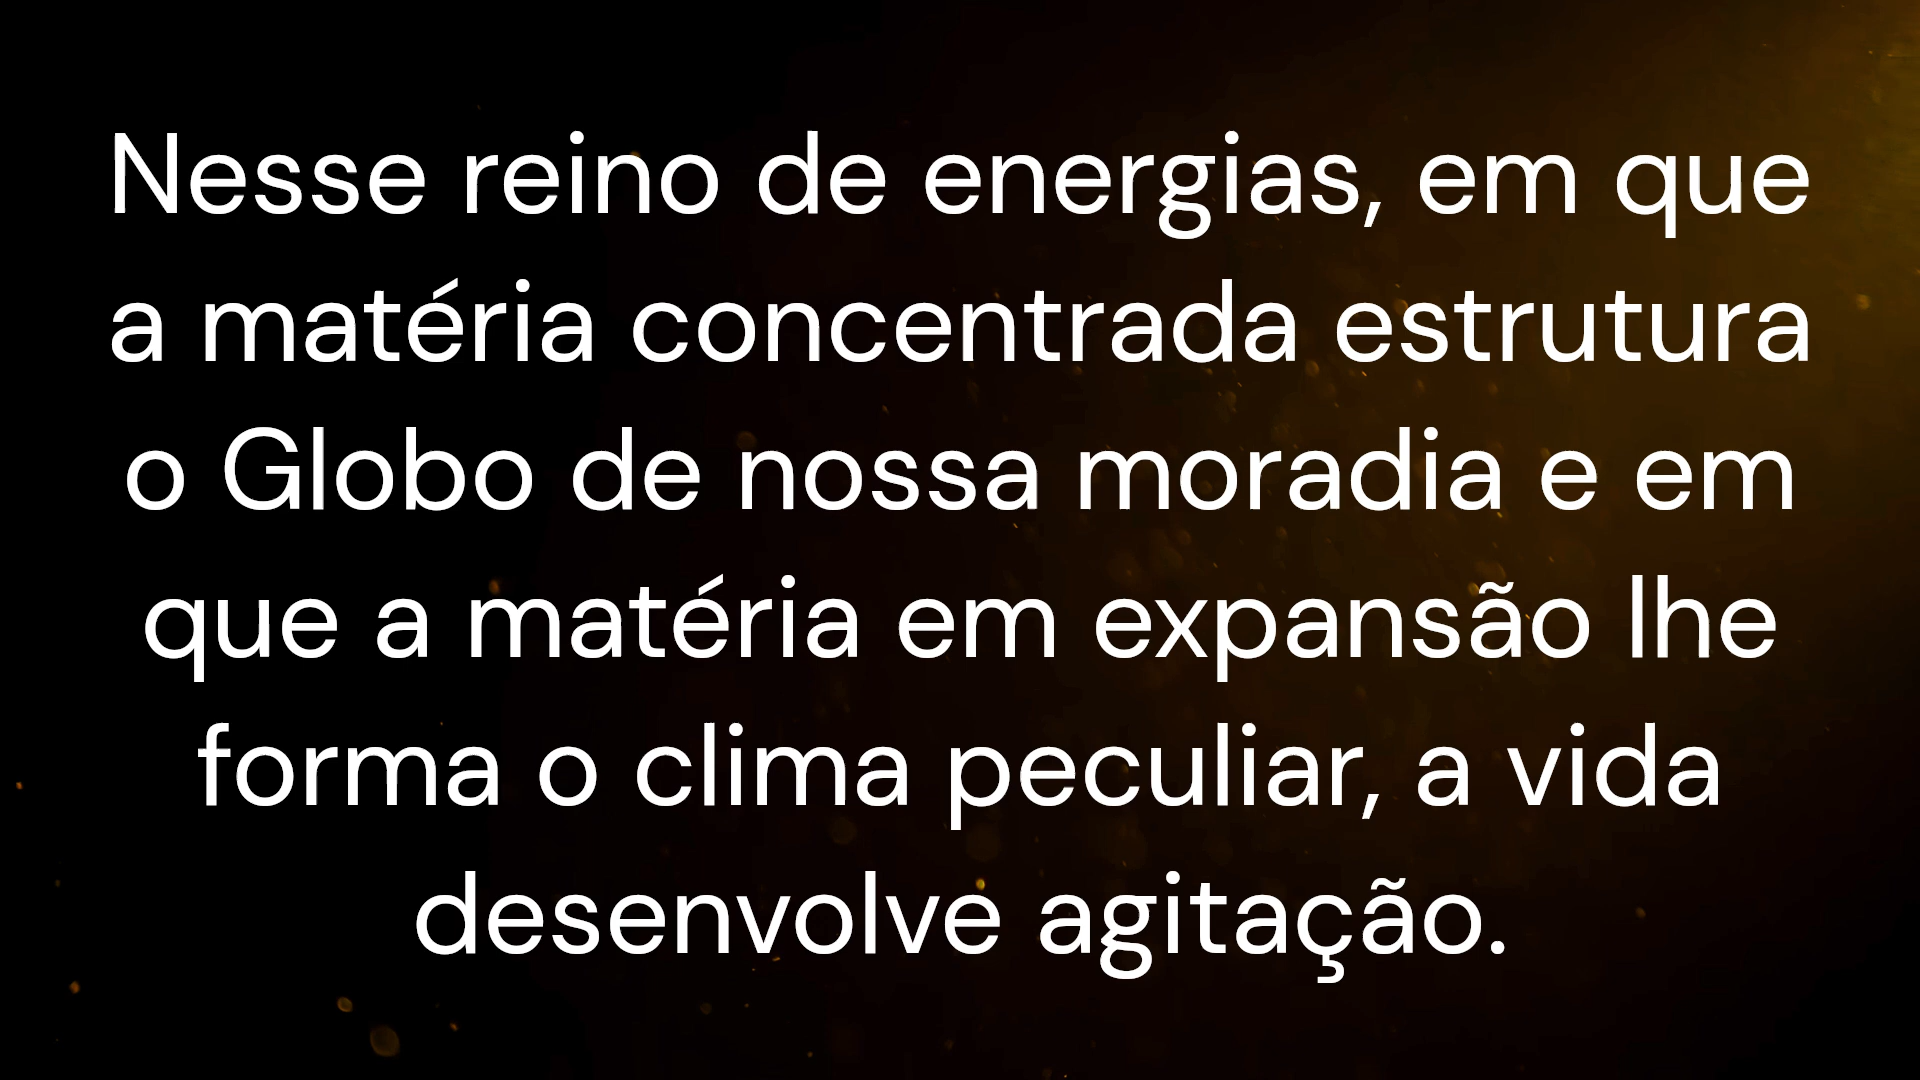 Nesse reino de energias, em que
a matéria concentrada estrutura
o Globo de nossa moradia e em
que a matéria em expansão lhe
forma o clima peculiar, a vida
desenvolve agitação.